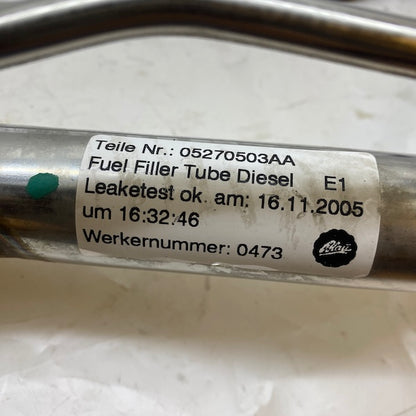 Teile Nr.: 05270503AA
Fuel Filler Tube Diesel E1
Leaketest ok. am: 16.11.2005
um 16:32:46
Werkernummer: 0473